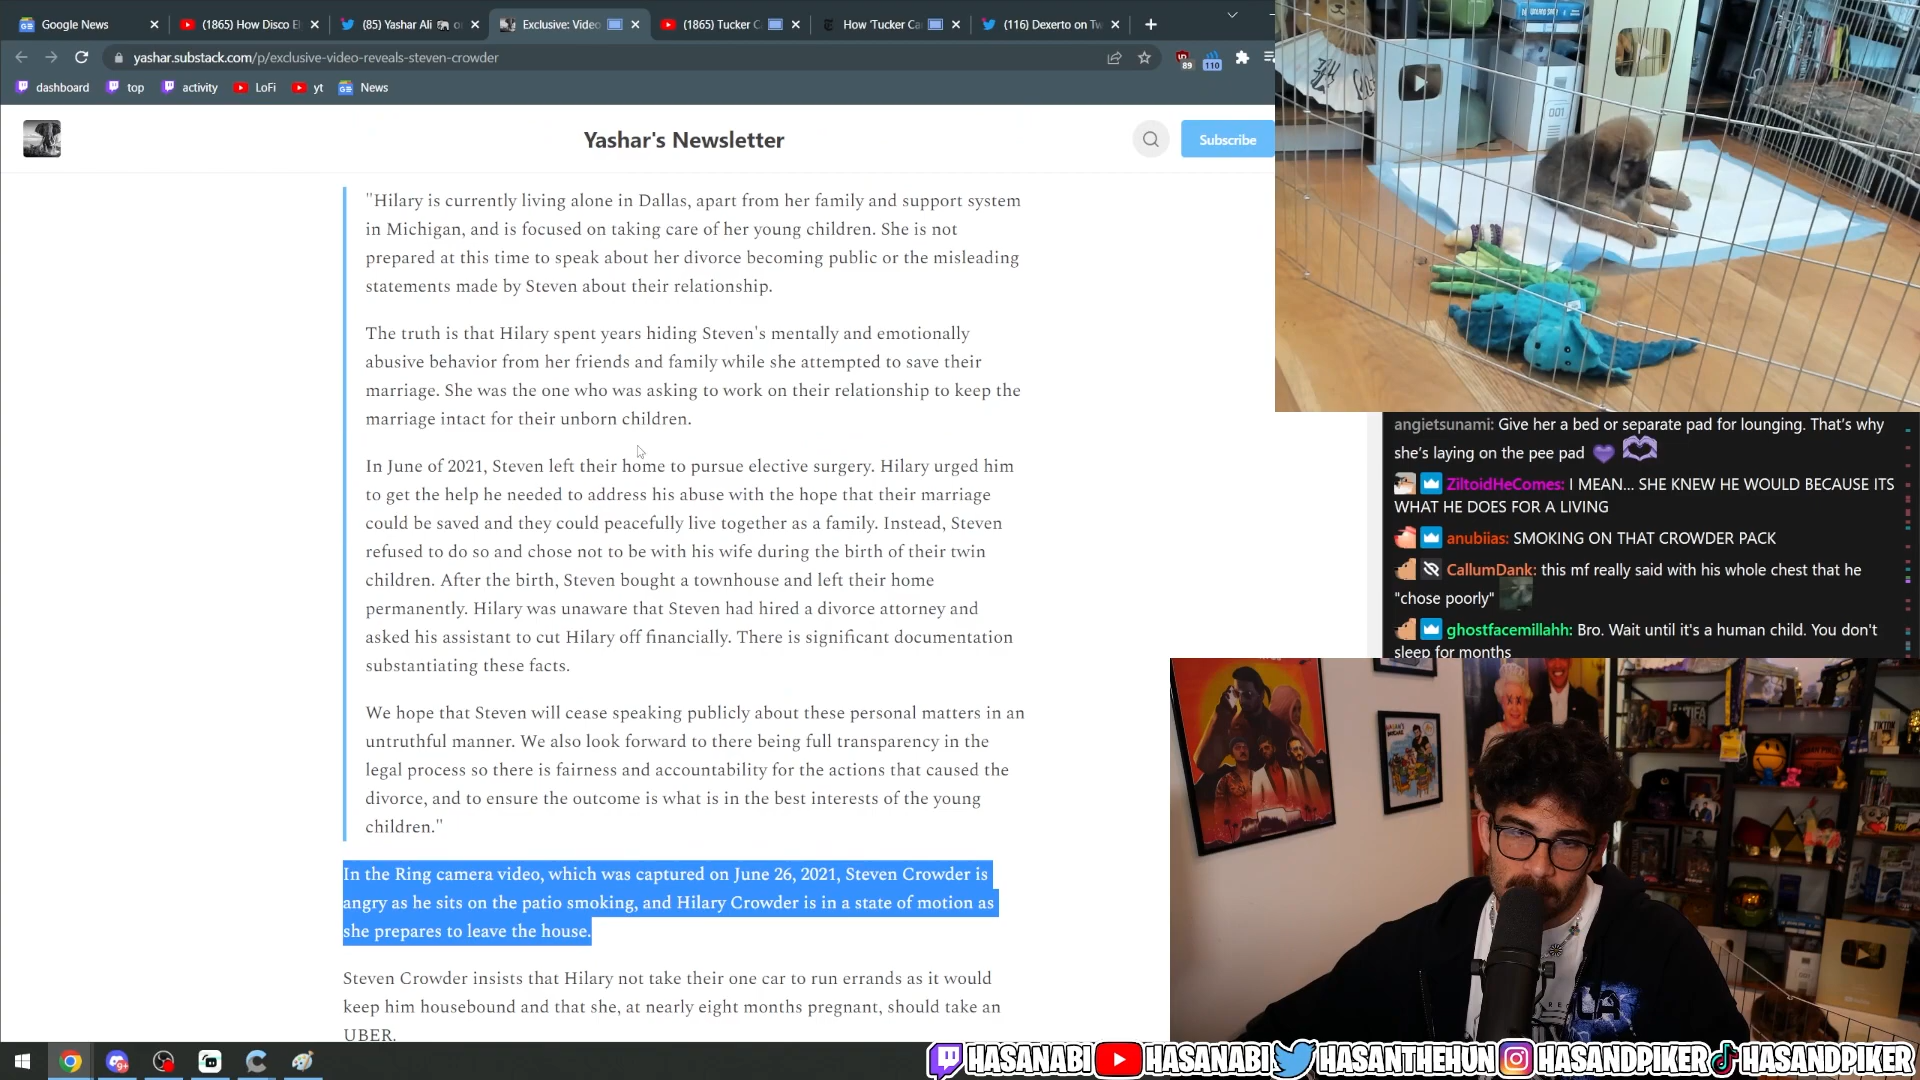 Google News
(1865) How Disco El
(85) Yashar Ali
Exclusive: Video
(1865) Tucker C
How 'Tucker Ca
(116) Dexerto on Tw
yashar.substack.com/p/exclusive-video-reveals-steven-crowder
89
110
dashboard
top
activity
LoFi
yt
News
Yashar's Newsletter
Subscribe
"Hilary is currently living alone in Dallas, apart from her family and support system
in Michigan, and is focused on taking care of her young children. She is not
prepared at this time to speak about her divorce becoming public or the misleading
statements made by Steven about their relationship.
The truth is that Hilary spent years hiding Steven's mentally and emotionally
abusive behavior from her friends and family while she attempted to save their
marriage. She was the one who was asking to work on their relationship to keep the
marriage intact for their unborn children.
In June of 2021, Steven left their home to pursue elective surgery. Hilary urged him
to get the help he needed to address his abuse with the hope that their marriage
could be saved and they could peacefully live together as a family. Instead, Steven
refused to do so and chose not to be with his wife during the birth of their twin
children. After the birth, Steven bought a townhouse and left their home
permanently. Hilary was unaware that Steven had hired a divorce attorney and
asked his assistant to cut Hilary off financially. There is significant documentation
substantiating these facts.
We hope that Steven will cease speaking publicly about these personal matters in an
untruthful manner. We also look forward to there being full transparency in the
legal process so there is fairness and accountability for the actions that caused the
divorce, and to ensure the outcome is what is in the best interests of the young
children."
In the Ring camera video, which was captured on June 26, 2021, Steven Crowder is
angry as he sits on the patio smoking, and Hilary Crowder is in a state of motion as
she prepares to leave the house.
Steven Crowder insists that Hilary not take their one car to run errands as it would
keep him housebound and that she, at nearly eight months pregnant, should take an
UBER.
001
angietsunami: Give her a bed or separate pad for lounging. That's why
she's laying on the pee pad
ZiltoidHeComes: I MEAN... SHE KNEW HE WOULD BECAUSE ITS
WHAT HE DOES FOR A LIVING
anubiias: SMOKING ON THAT CROWDER PACK
CallumDank: this mf really said with his whole chest that he
"chose poorly"
ghostfacemillahh: Bro. Wait until it's a human child. You don't
sleep for months
LA
HASANABI
HASANABI
HASANTHEHUN
HASANDPIKER
HASANDPIKER